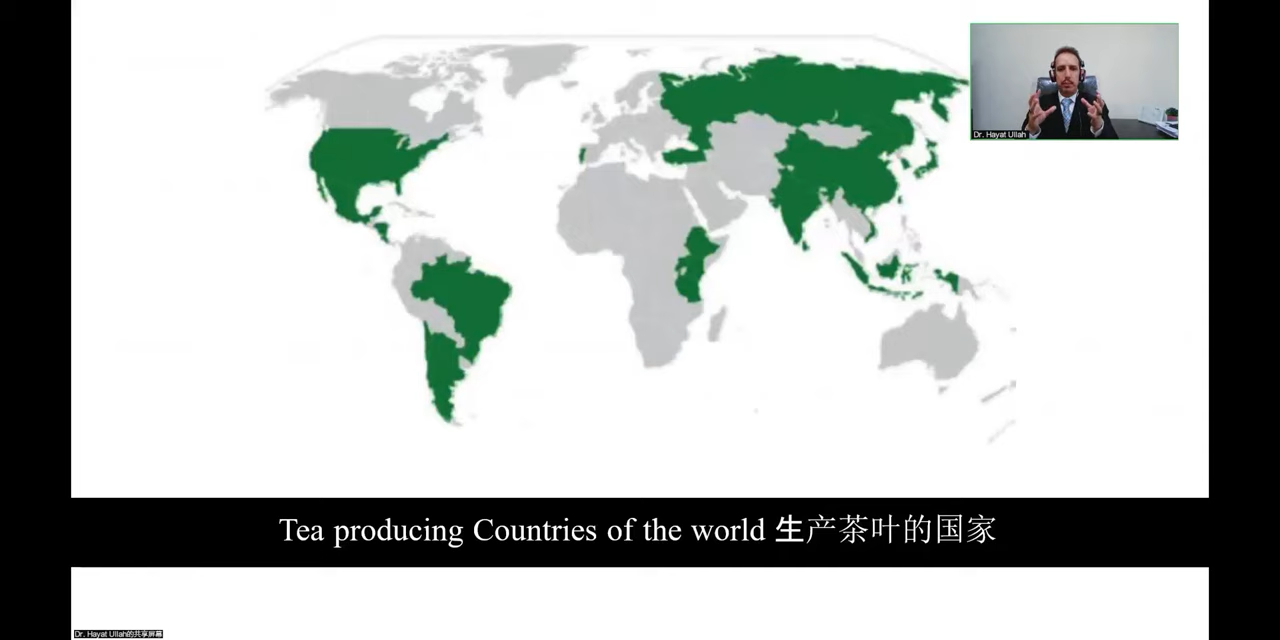 Dr. Hayat Ullah
Tea producing Countries of the world 生产茶叶的国家
Dr. Hayat Ullah的共享屏幕